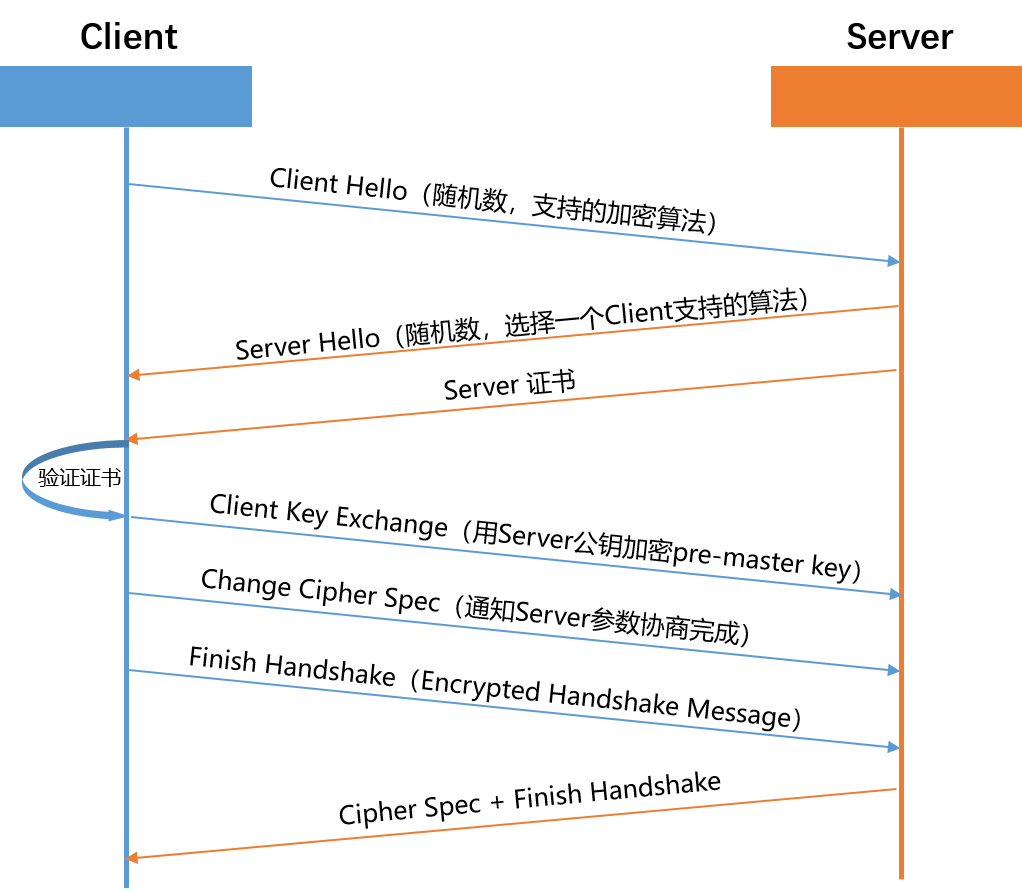 Client
Server
Client Hello（随机数，支持的加密算法）
Server Hello（随机数，选择一个Client支持的算法）
Server 证书
验证证书
Client Key Exchange（用Server公钥加密pre-master key）
Change Cipher Spec（通知Server参数协商完成）
Finish Handshake（Encrypted Handshake Message）
Cipher Spec + Finish Handshake